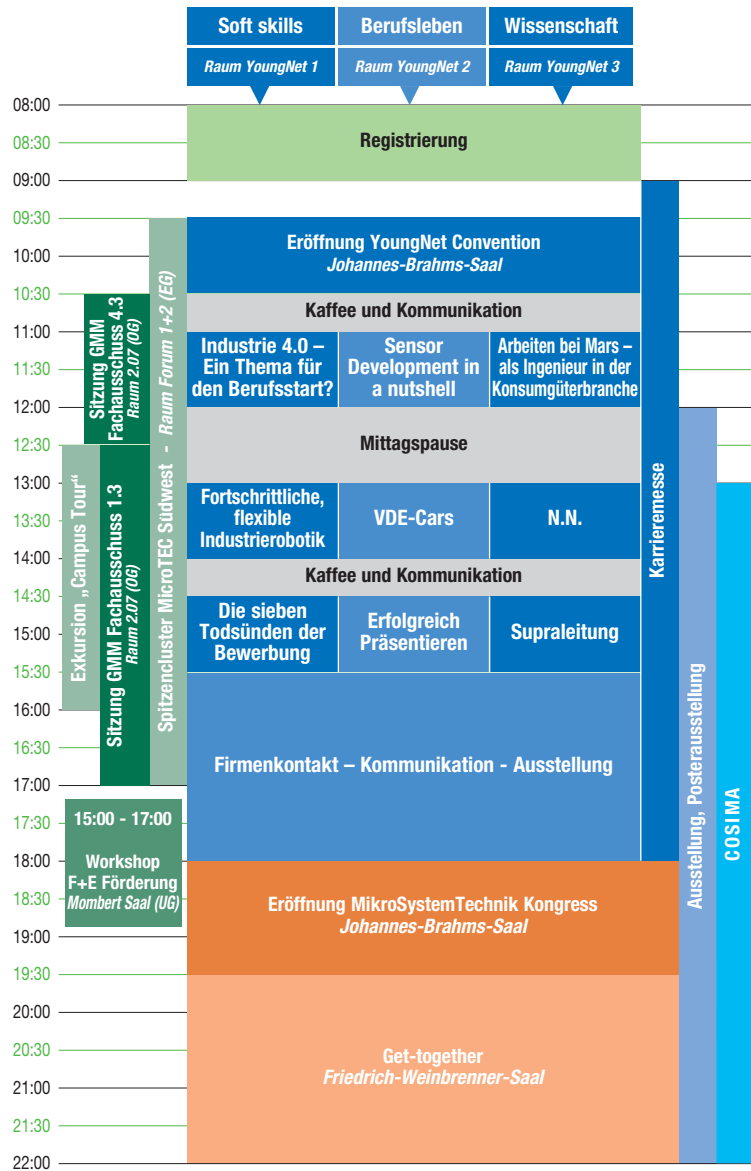 Soft skills
Berufsleben
Wissenschaft
Raum YoungNet 1
Raum YoungNet 2
Raum YoungNet 3
08:00
08:30
09:00
09:30
10:00
10:30
11:00
11:30
12:00
12:30
13:00
13:30
14:00
14:30
15:00
15:30
16:00
16:30
17:00
17:30
18:00
18:30
19:00
19:30
20:00
20:30
21:00
21:30
22:00
Exkursion „Campus Tour“
Sitzung GMM
Fachausschuss 4.3
Raum 2.07 (OG)
Sitzung GMM Fachausschuss 1.3
Raum 2.07 (OG)
Spitzencluster MicroTEC Südwest - Raum Forum 1+2 (EG)
15:00 - 17:00
Workshop
F+E Förderung
Mombert Saal (UG)
Registrierung
Eröffnung YoungNet Convention
Johannes-Brahms-Saal
Kaffee und Kommunikation
Industrie 4.0 –
Ein Thema für
den Berufsstart?
Sensor
Development in
a nutshell
Arbeiten bei Mars –
als Ingenieur in der
Konsumgüterbranche
Mittagspause
Fortschrittliche,
flexible
Industrierobotik
VDE-Cars
N.N.
Kaffee und Kommunikation
Die sieben
Todsünden der
Bewerbung
Erfolgreich
Präsentieren
Supraleitung
Firmenkontakt – Kommunikation - Ausstellung
Eröffnung MikroSystemTechnik Kongress
Johannes-Brahms-Saal
Get-together
Friedrich-Weinbrenner-Saal
Karrieremesse
Ausstellung, Posterausstellung
COSIMA